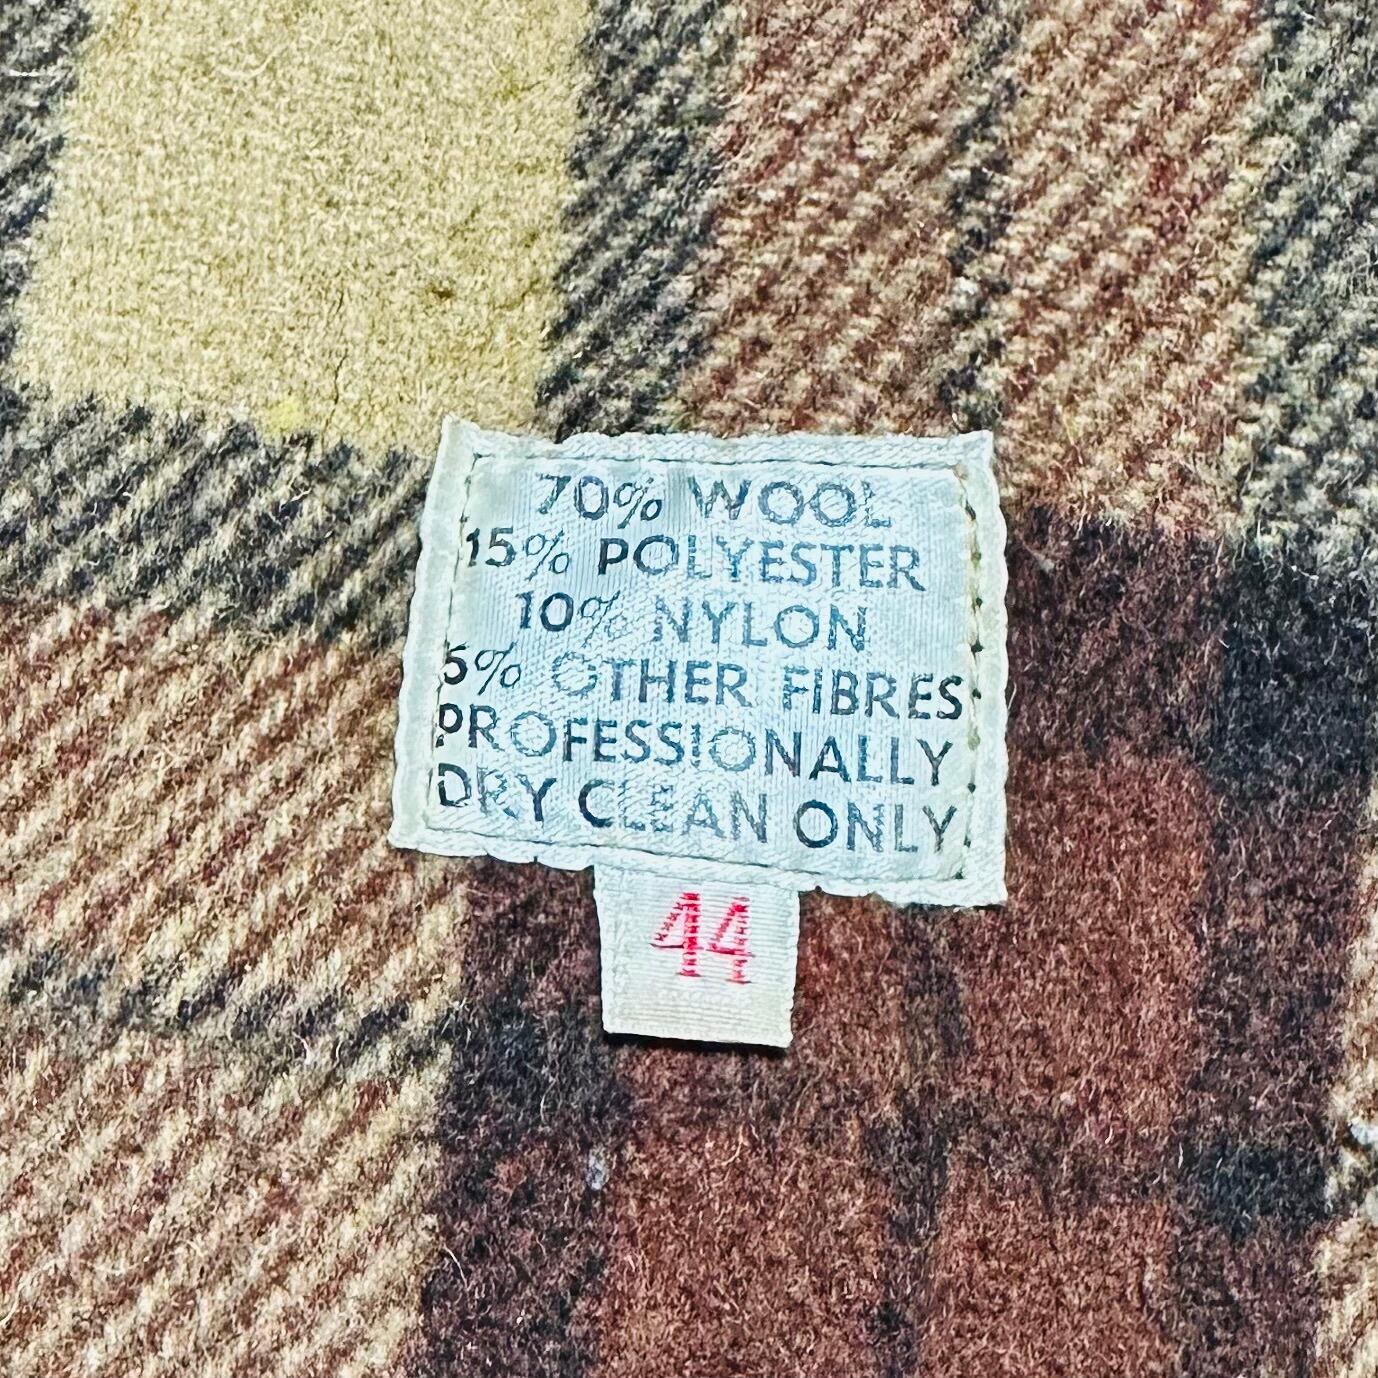 70% WOOL
15% POLYESTER
10% NYLON
5% OTHER FIBRES
PROFESSIONALLY
DRY CLEAN ONLY.
44